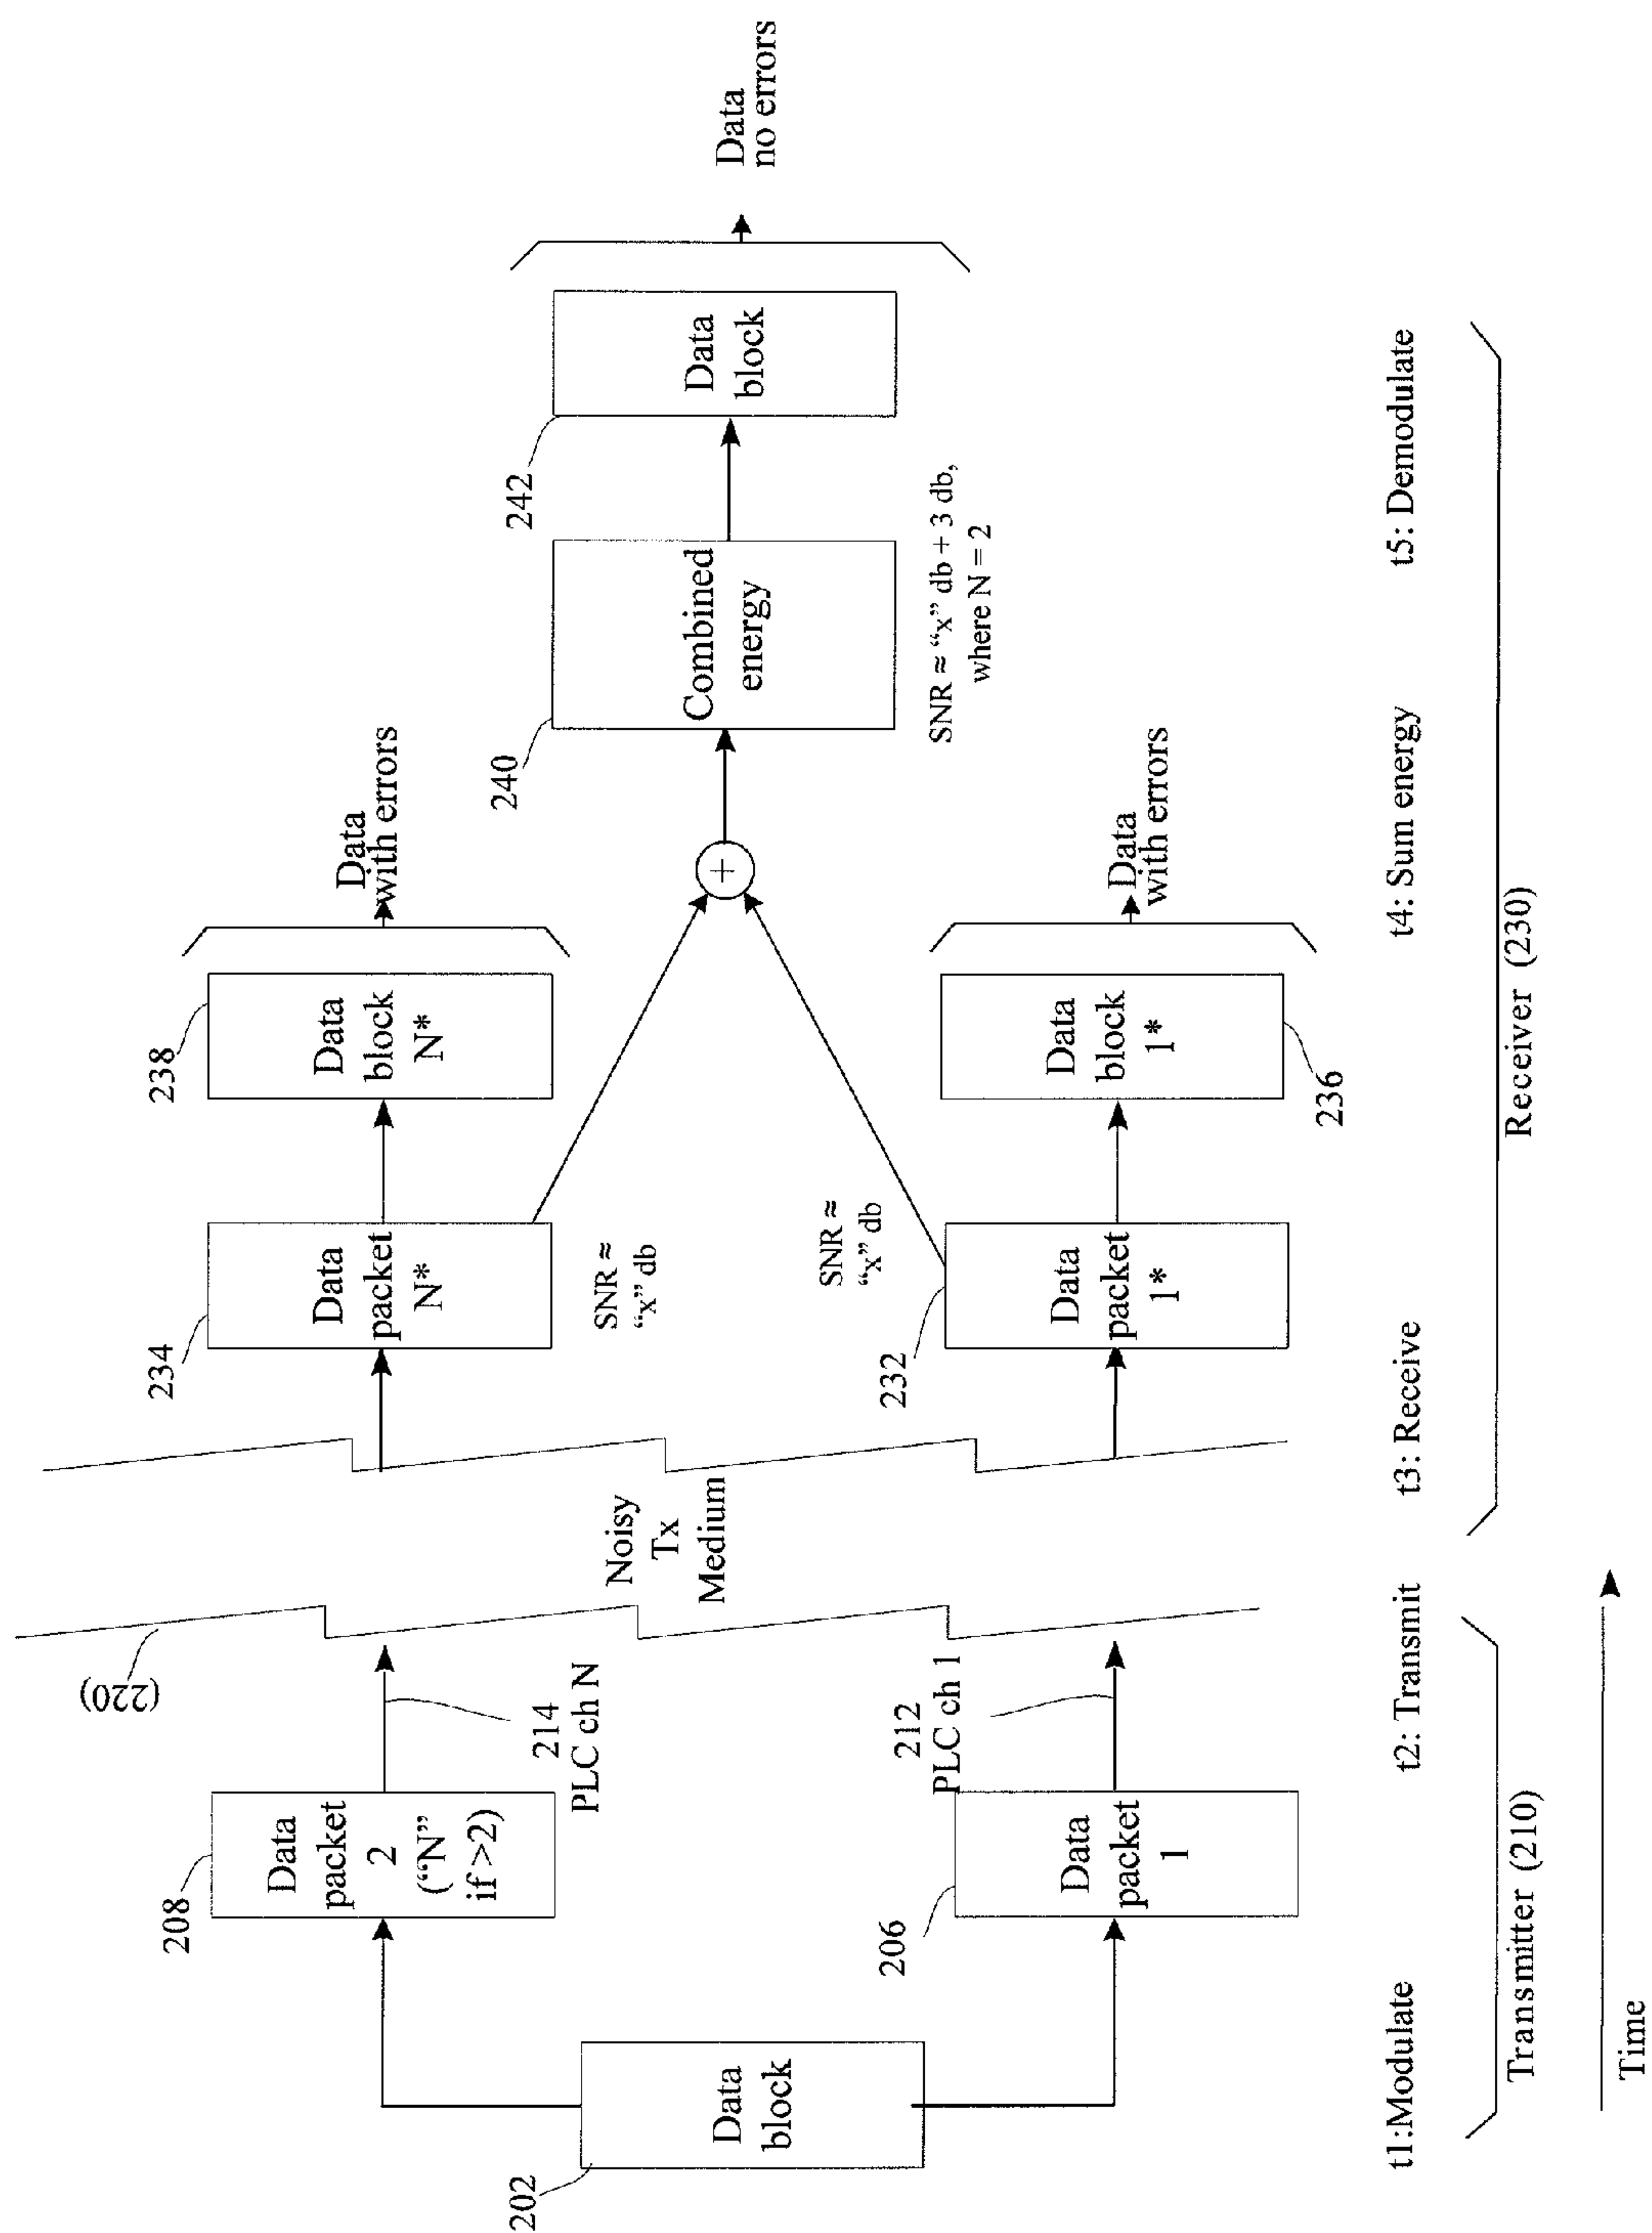 202
Data
block
208
Data
packet
2
(“N”
if >2)
206
Data
packet
1
214
PLC ch N
212
PLC ch 1
(220)
Noisy
Tx
Medium
234
Data
packet
N*
SNR ≈
“x” db
232
Data
packet
1*
SNR ≈
“x” db
238
Data
block
N*
Data
with errors
236
Data
block
1*
Data
with errors
+
240
Combined
energy
SNR ≈ “x” db + 3 db,
where N = 2
242
Data
block
Data
no errors
t1:Modulate
t2: Transmit
t3: Receive
t4: Sum energy
t5: Demodulate
Transmitter (210)
Receiver (230)
Time